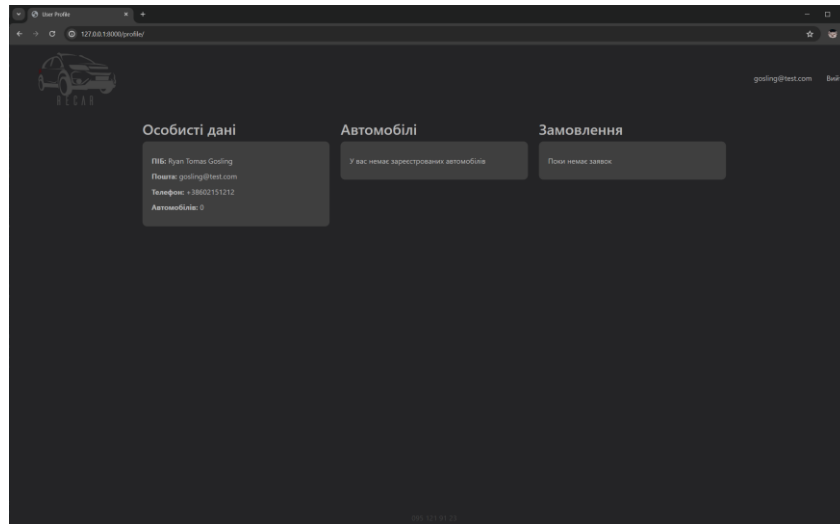 User Profile
127.0.0.1:8000/profile/
RECAR
gosling@test.com
Особисті дані
Автомобілі
Замовлення
ПІБ: Ryan Tomas Gosling
Пошта: gosling@test.com
Телефон: +38602151212
Автомобілів: 0
У вас немає зареєстрованих автомобілів
Поки немає заявок